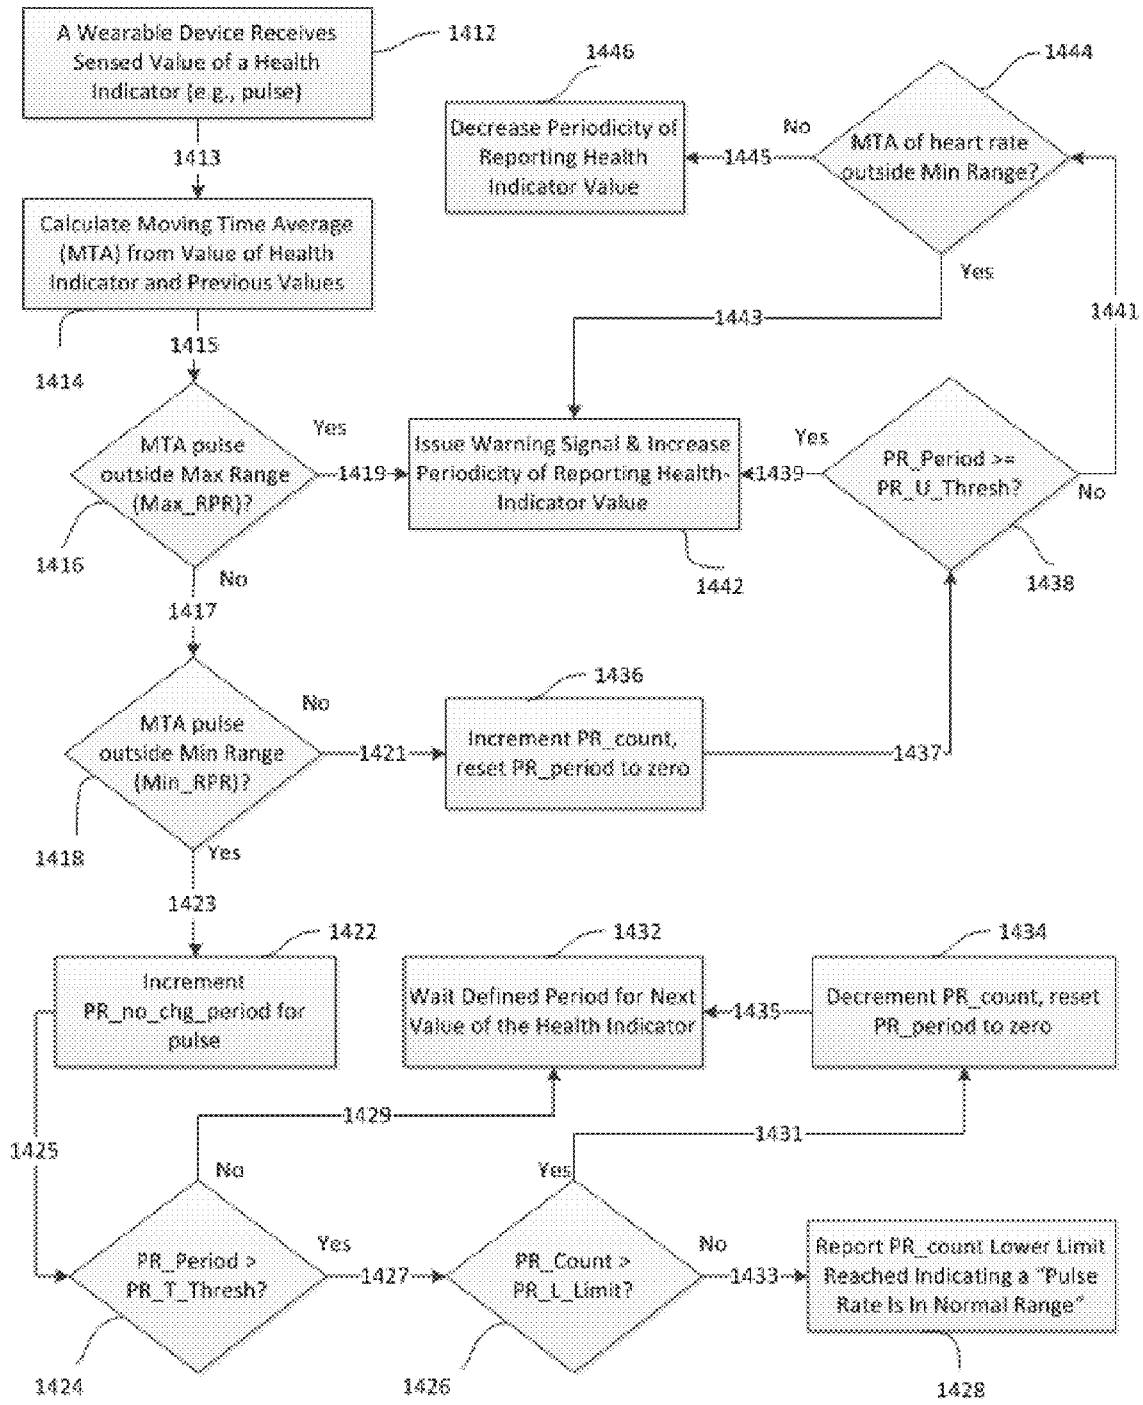 A Wearable Device Receives
Sensed Value of a Health
Indicator (e.g., pulse)
1412
1413
Calculate Moving Time Average
(MTA) from Value of Health
Indicator and Previous Values
1414
1415
MTA pulse
outside Max Range
(Max_RPR)?
1416
Yes
1419
No
1417
MTA pulse
outside Min Range
(Min_RPR)?
1418
No
1421
Yes
1423
Increment
PR_no_chg_period for
pulse
1422
1425
PR_Period >
PR_T_Thresh?
1424
No
1429
Yes
1427
PR_Count >
PR_L_Limit?
1426
Yes
1431
No
1433
Report PR_count Lower Limit
Reached Indicating a "Pulse
Rate Is In Normal Range"
1428
Wait Defined Period for Next
Value of the Health Indicator
1432
1435
Decrement PR_count, reset
PR_period to zero
1434
Increment PR_count,
reset PR_period to zero
1436
1437
PR_Period >=
PR_U_Thresh?
1438
Yes
1439
No
1441
Issue Warning Signal & Increase
Periodicity of Reporting Health-
Indicator Value
1442
1443
MTA of heart rate
outside Min Range?
1444
Yes
No
1445
Decrease Periodicity of
Reporting Health
Indicator Value
1446